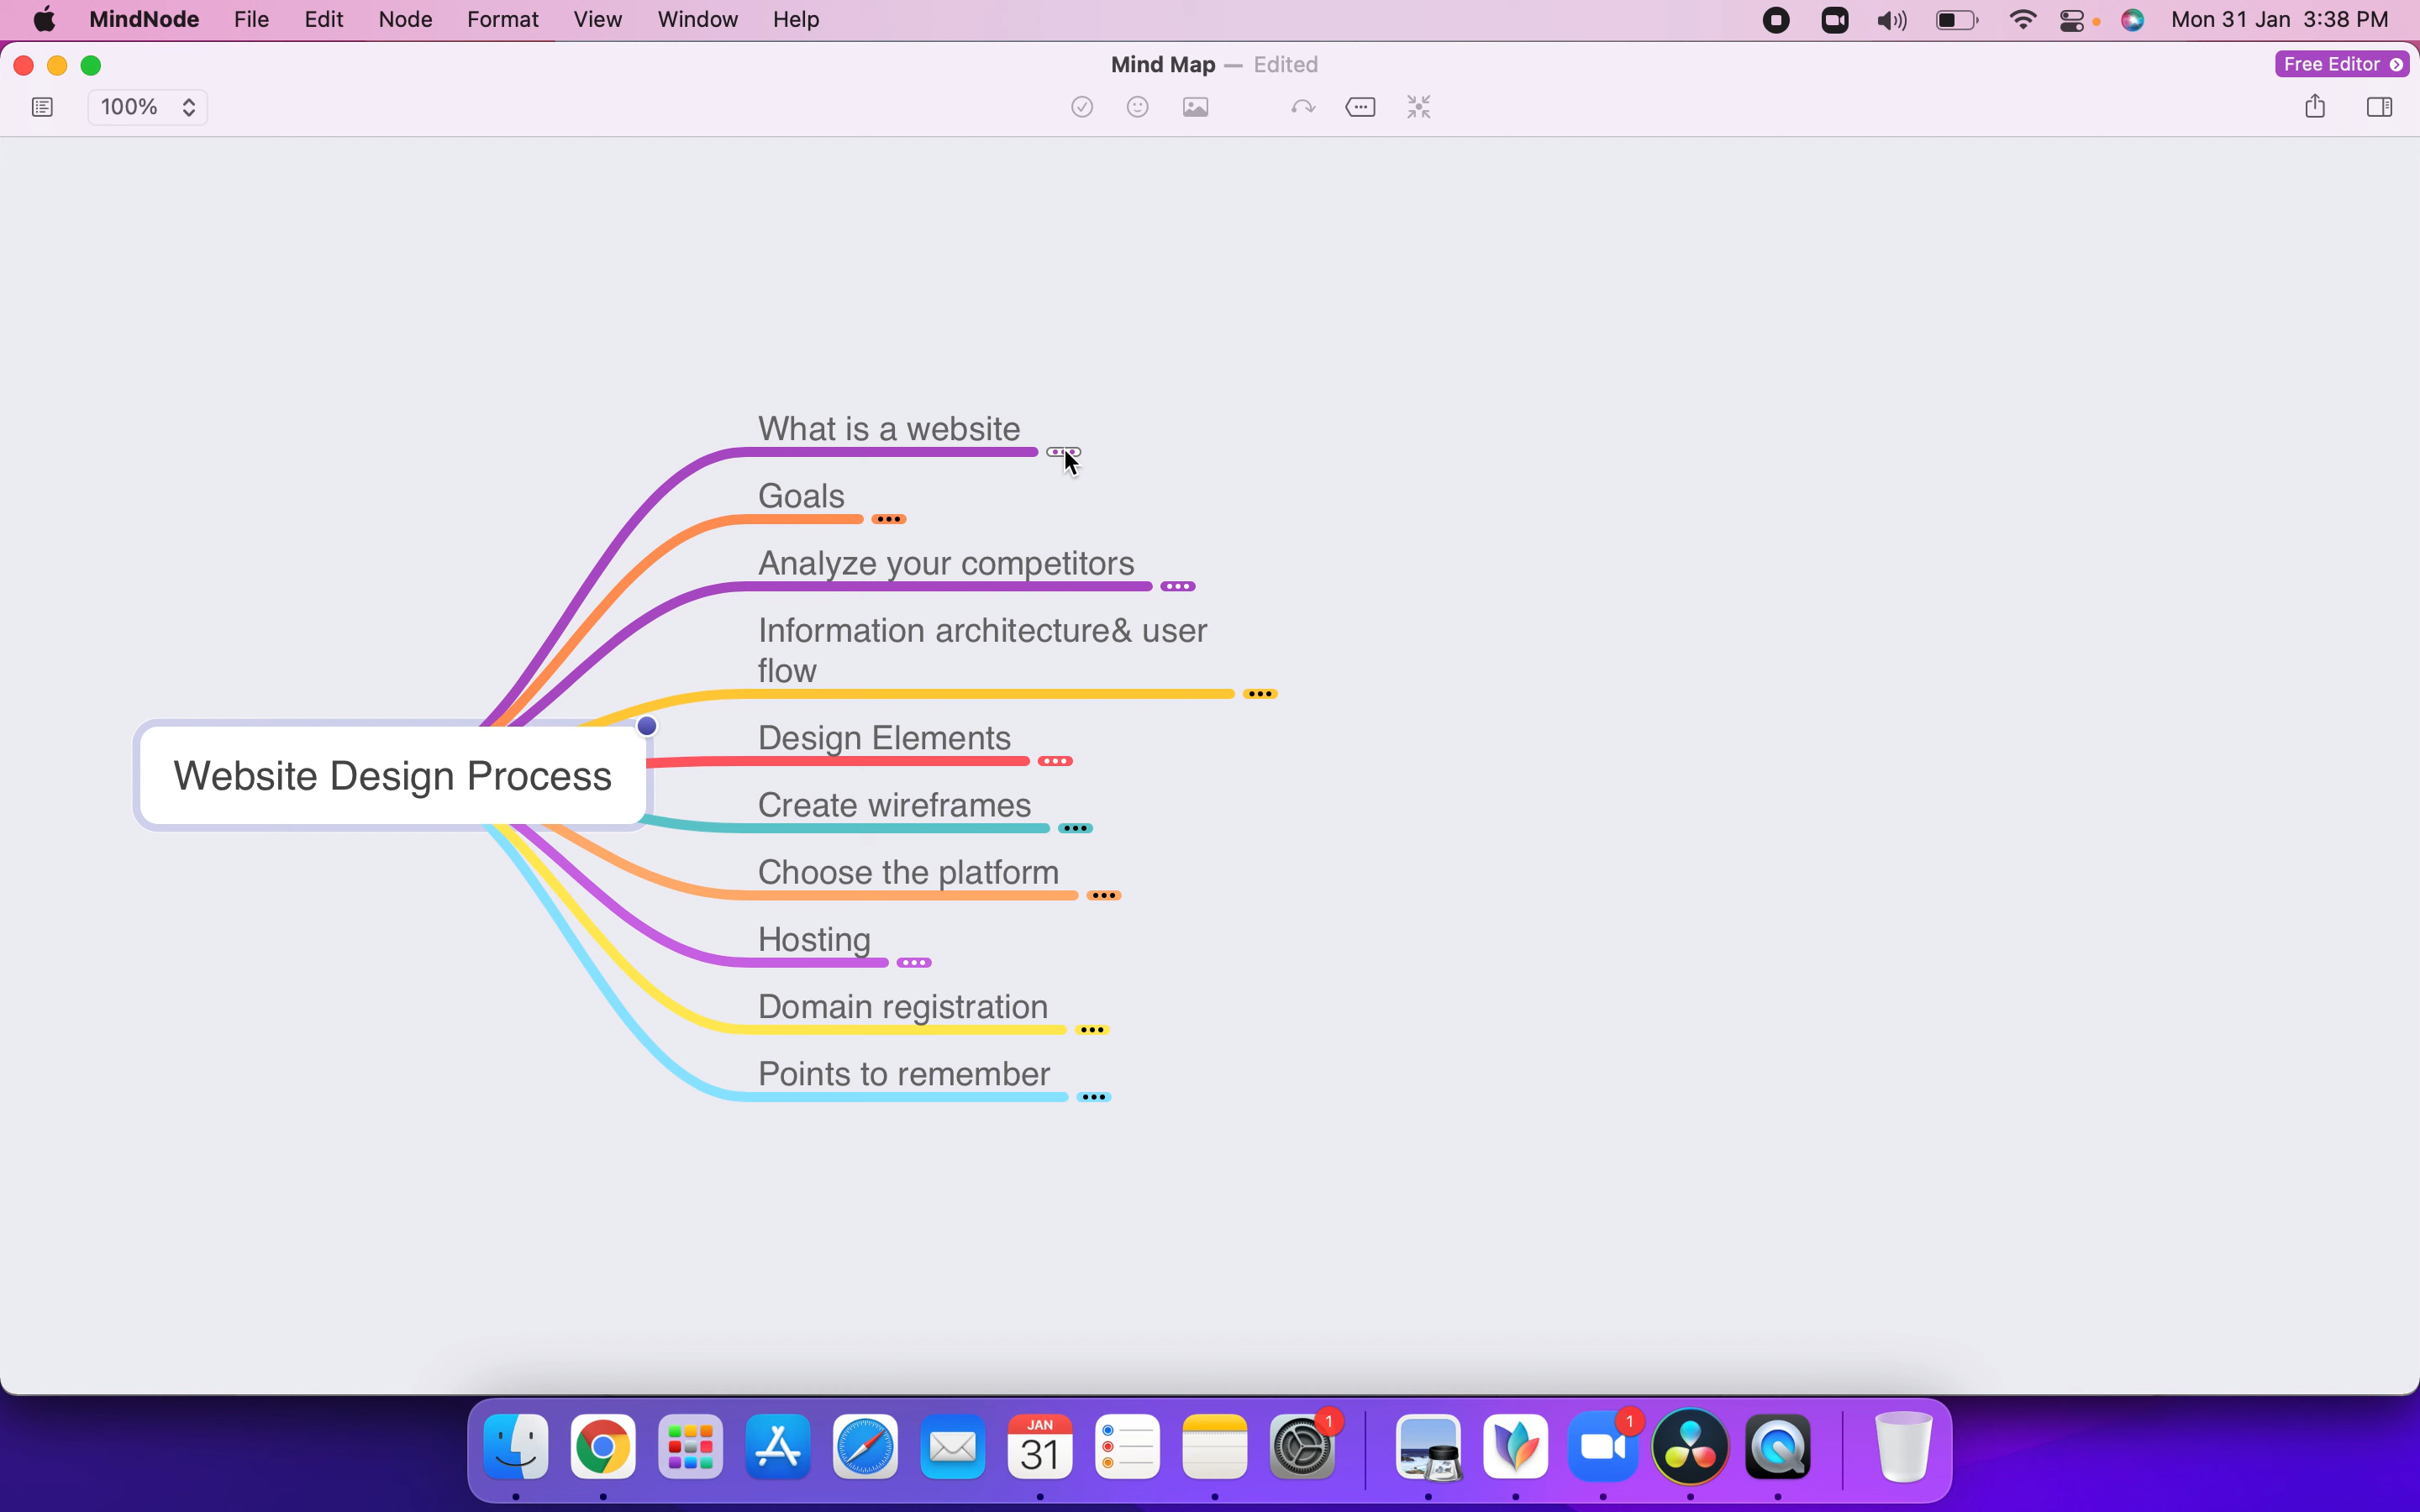 MindNode File Edit Node Format View Window Help Mon 31 Jan 3:38 PM
Mind Map — Edited
Free Editor
100%
What is a website
Goals
Analyze your competitors
Information architecture& user
flow
Website Design Process
Design Elements
Create wireframes
Choose the platform
Hosting
Domain registration
Points to remember
JAN
31
1
1